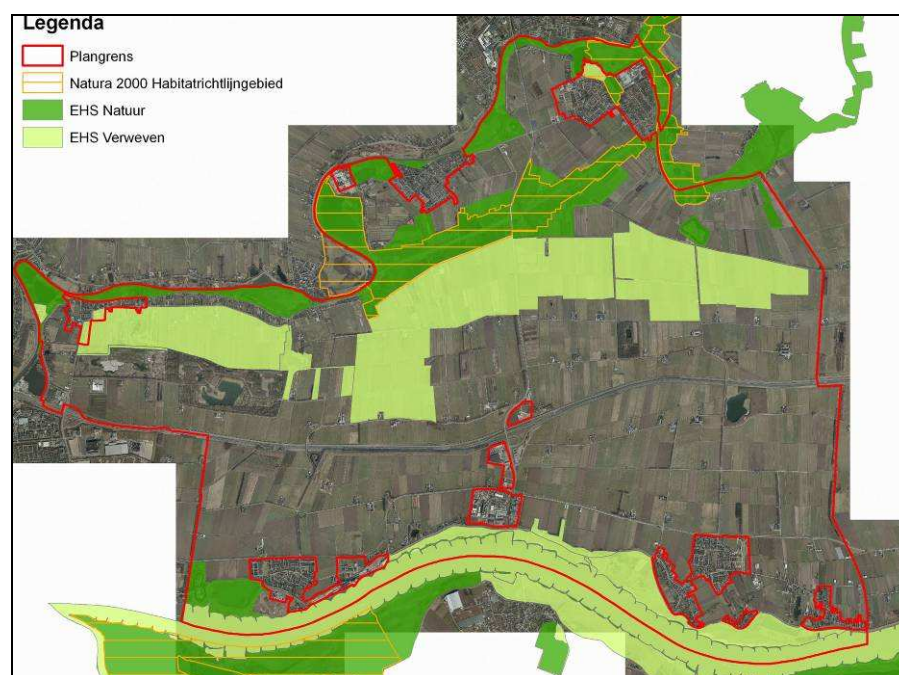 Legenda
Plangrens
Natura 2000 Habitatrichtlijngebied
EHS Natuur
EHS Verweven